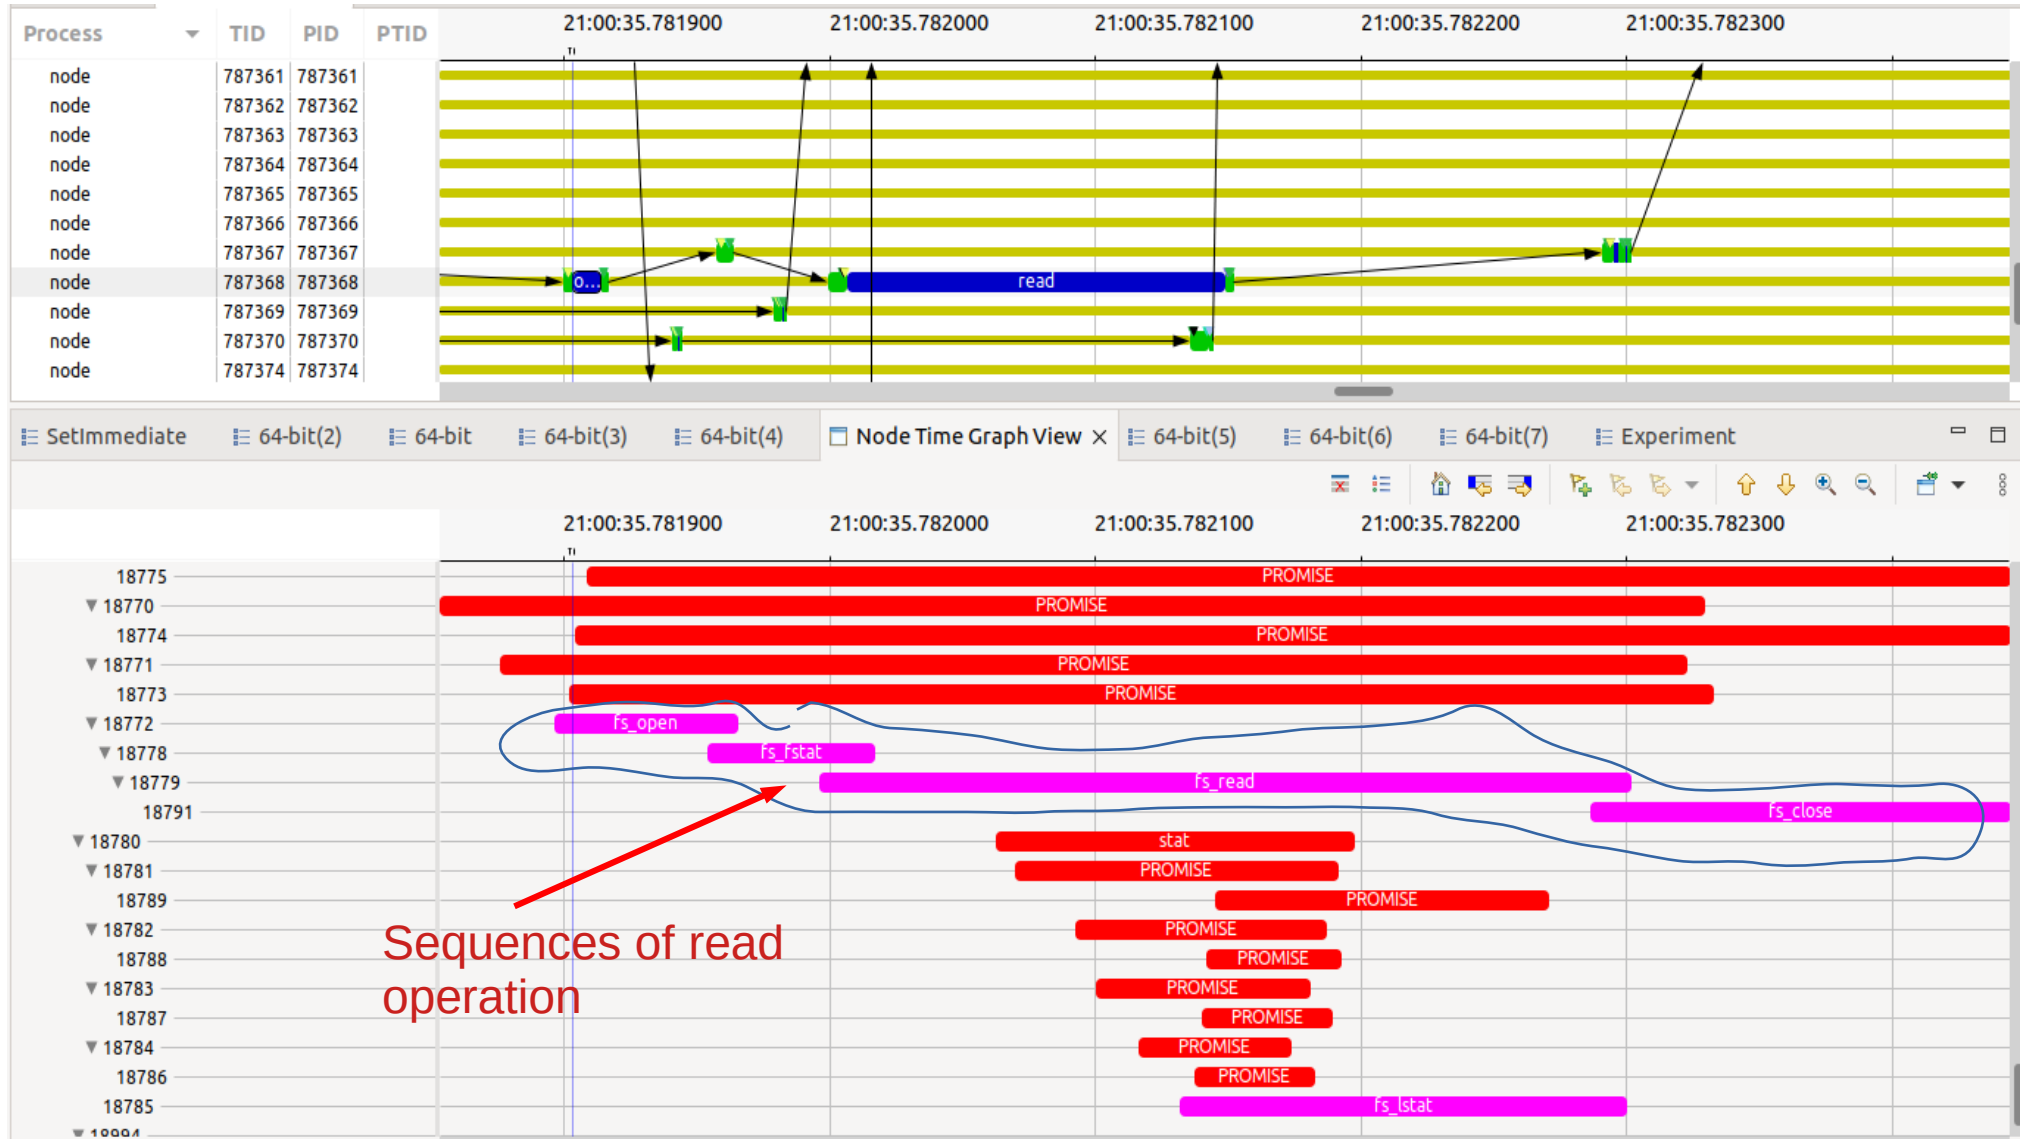 Process TID PID PTID
21:00:35.781900 21:00:35.782000 21:00:35.782100 21:00:35.782200 21:00:35.782300
node 787361 787361
node 787362 787362
node 787363 787363
node 787364 787364
node 787365 787365
node 787366 787366
node 787367 787367
node 787368 787368 o... read
node 787369 787369
node 787370 787370
node 787374 787374
SetImmediate 64-bit(2) 64-bit 64-bit(3) 64-bit(4) Node Time Graph View 64-bit(5) 64-bit(6) 64-bit(7) Experiment
21:00:35.781900 21:00:35.782000 21:00:35.782100 21:00:35.782200 21:00:35.782300
18775 PROMISE
18770 PROMISE
18774 PROMISE
18771 PROMISE
18773 PROMISE
18772 fs_open
18778 fs_fstat
18779 fs_read
18791 fs_close
18780 stat
18781 PROMISE
18789 PROMISE
18782 PROMISE
18788 PROMISE
18783 PROMISE
18787 PROMISE
18784 PROMISE
18786 PROMISE
18785 fs_lstat
Sequences of read
operation